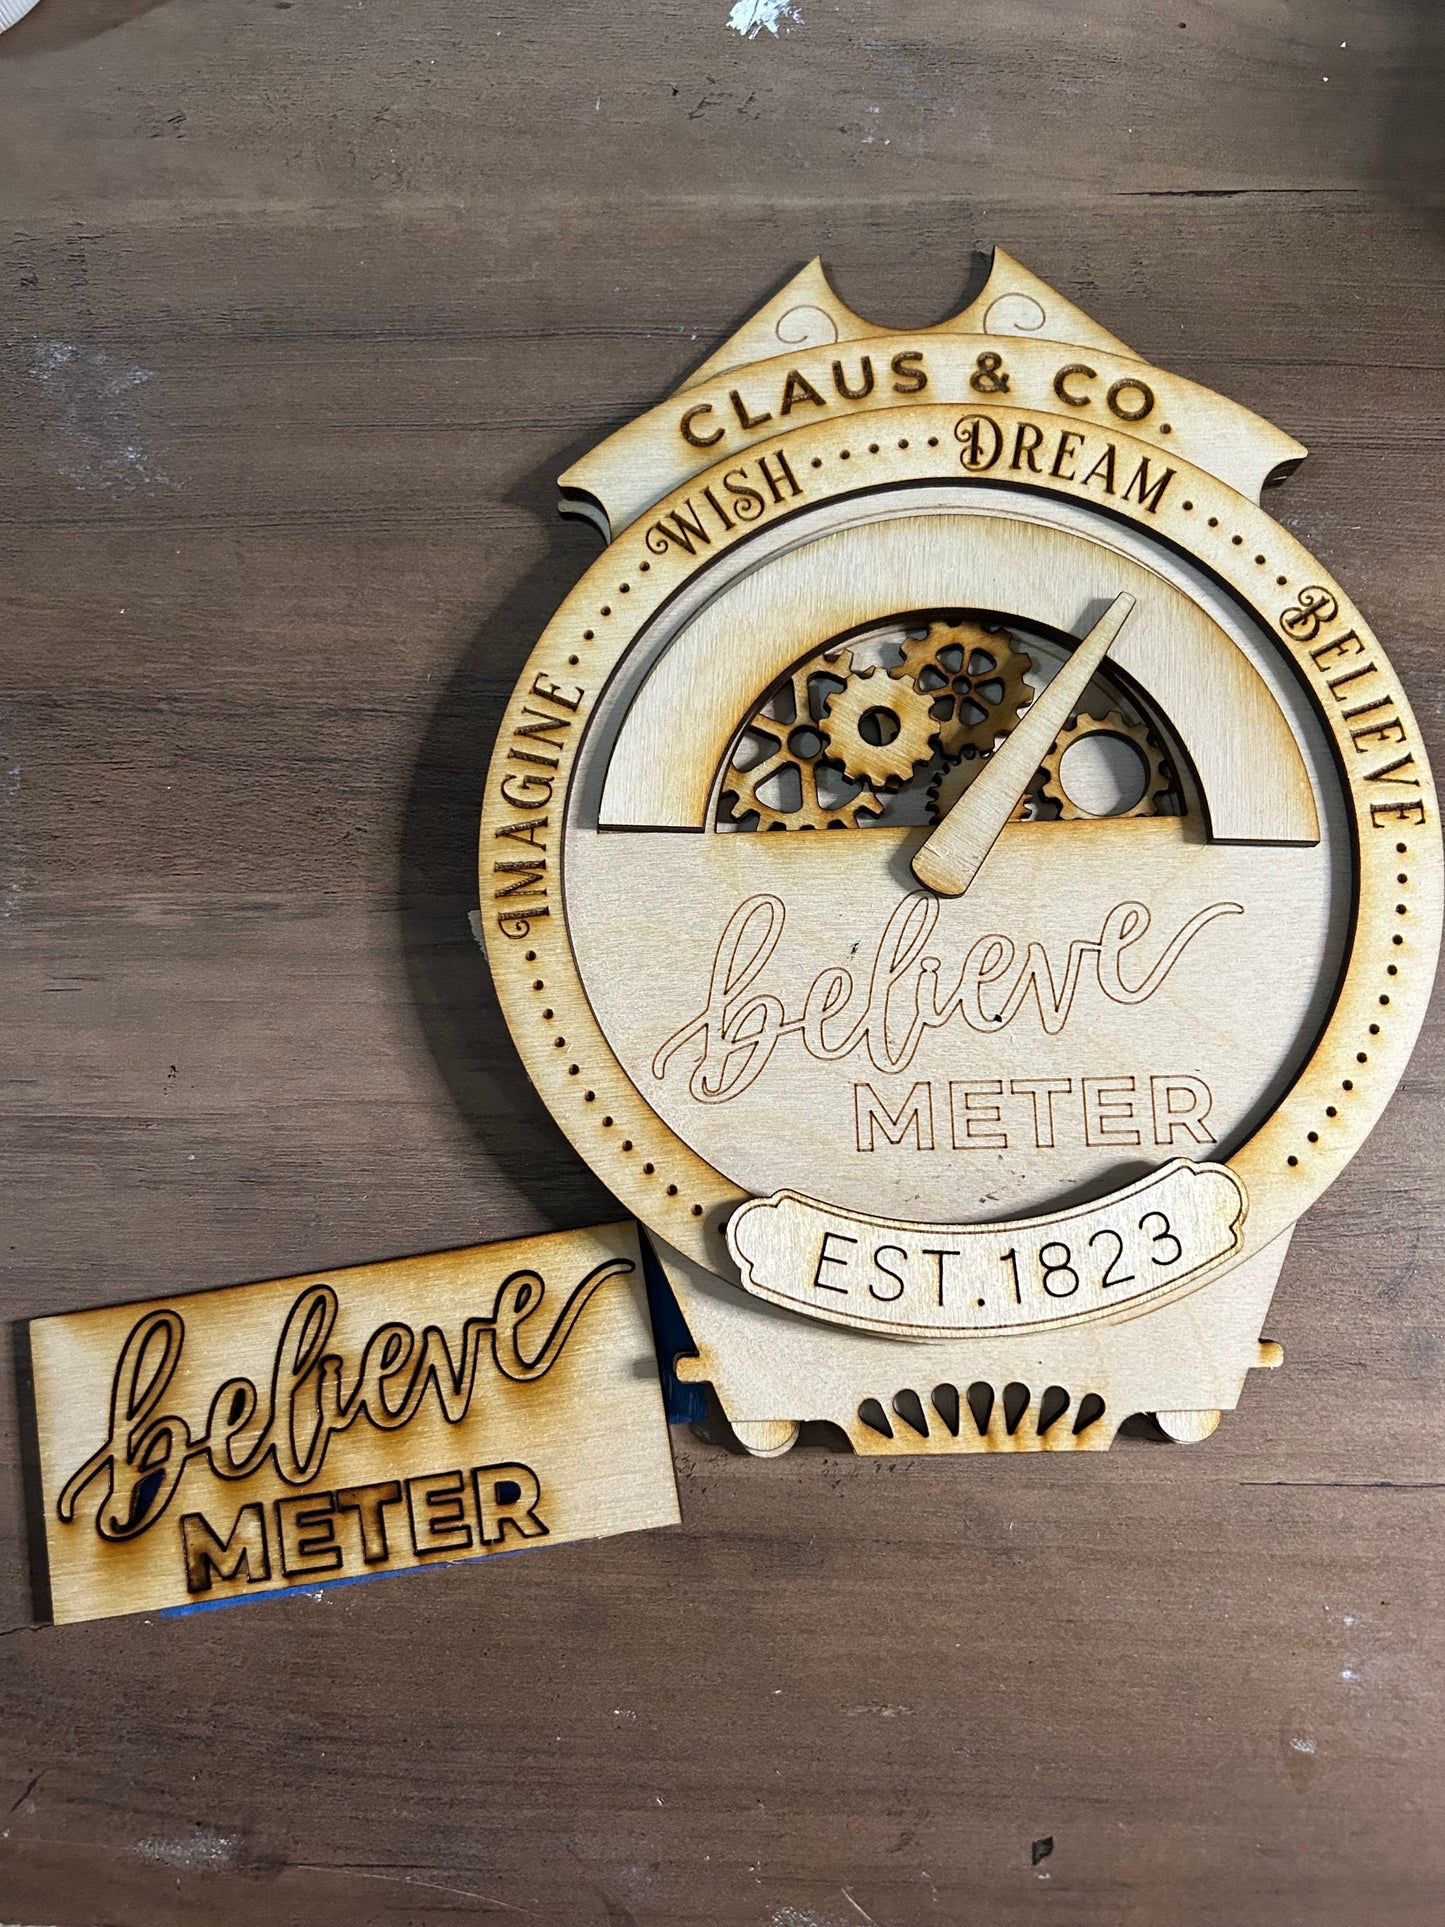 CLAUS & CO.
IMAGINE ····· WISH ····· DREAM ····· BELIEVE
believe
METER
EST. 1823
believe
METER